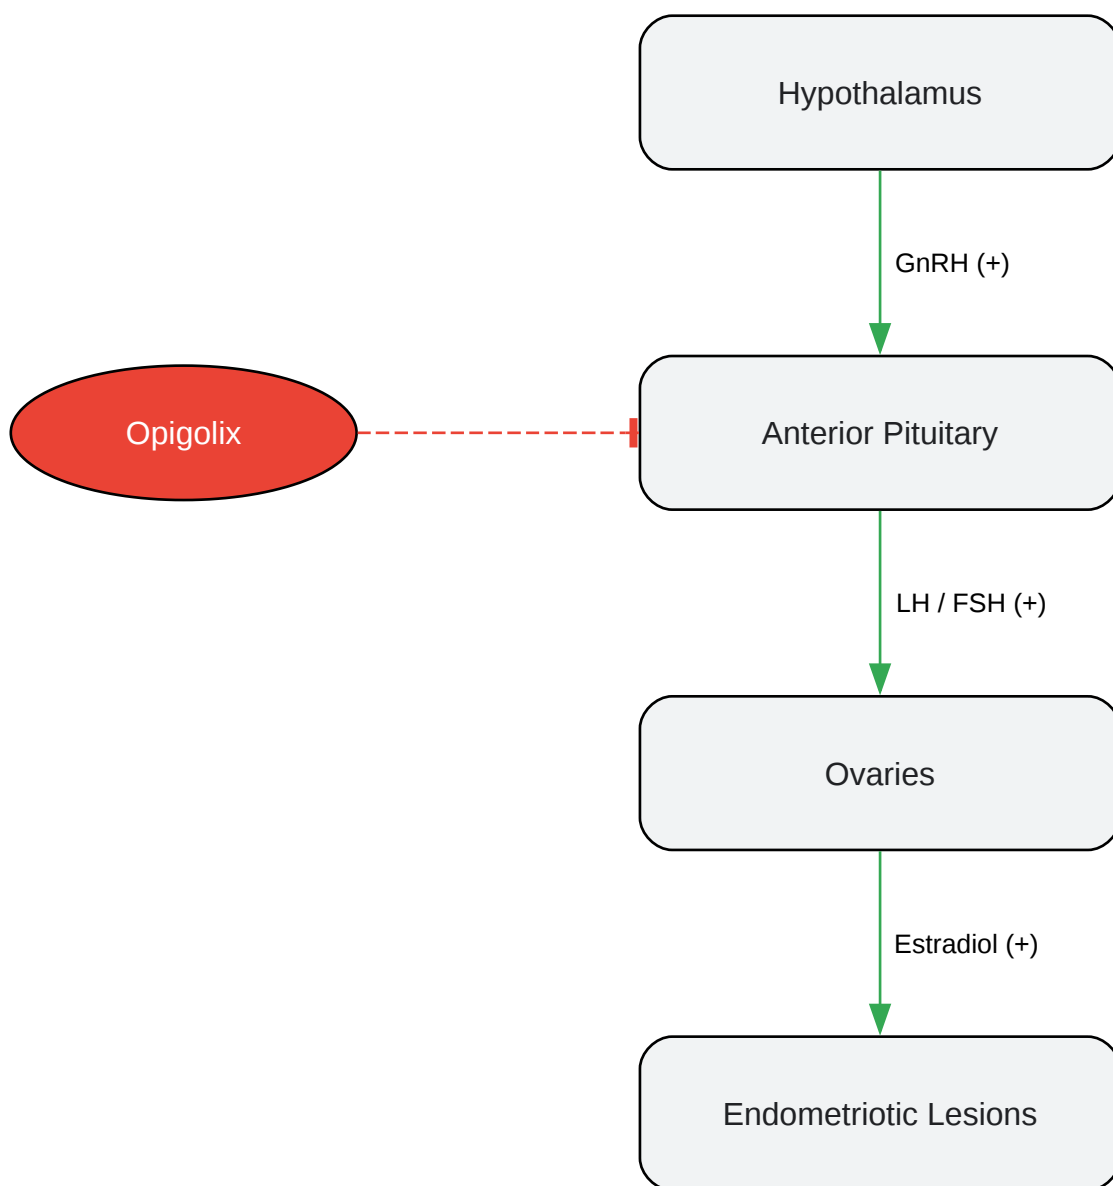 Hypothalamus
GnRH (+)
Opigolix
Anterior Pituitary
LH / FSH (+)
Ovaries
Estradiol (+)
Endometriotic Lesions